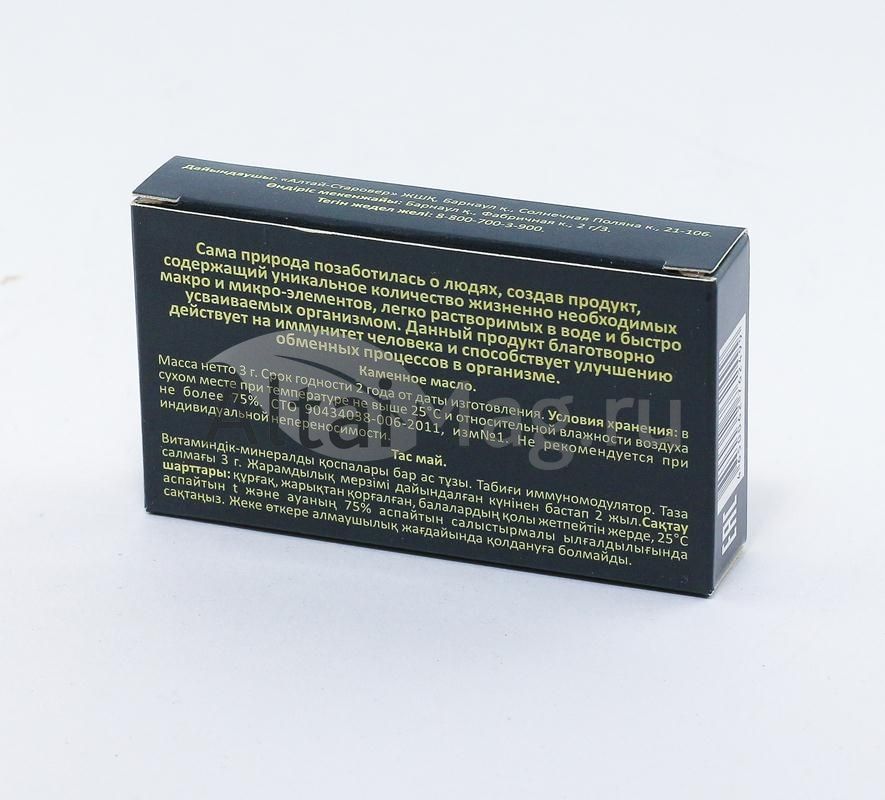 Дайындаушы: «Алтай-Старовер» ЖШҚ, Барнаул қ., Солнечная Поляна к., 21-106.
Өндіріс мекенжайы: Барнаул қ., Фабричная к., 2 г/3.
Тегін жедел желі: 8-800-700-3-900.
Сама природа позаботилась о людях, создав продукт,
содержащий уникальное количество жизненно необходимых
макро и микро-элементов, легко растворимых в воде и быстро
усваиваемых организмом. Данный продукт благотворно
действует на иммунитет человека и способствует улучшению
обменных процессов в организме.
Каменное масло.
Масса нетто 3 г. Срок годности 2 года от даты изготовления. Условия хранения: в
сухом месте при температуре не выше 25°С и относительной влажности воздуха
не более 75%. СТО 90434038-006-2011, Изм№1. Не рекомендуется при
индивидуальной непереносимости.
Тас май.
Витаминдік-минералды қоспалары бар ас тұзы. Табиғи иммуномодулятор. Таза
салмағы 3 г. Жарамдылық мерзімі дайындалған күнінен бастап 2 жыл.Сақтау
шарттары: құрғақ, жарықтан қорғалған, балалардың қолы жетпейтін жерде, 25°С
аспайтын t және ауаның 75% аспайтын салыстырмалы ылғалдылығында
сақтаңыз. Жеке өткере алмаушылық жағдайында қолдануға болмайды.
EAC
AltaiMag.ru